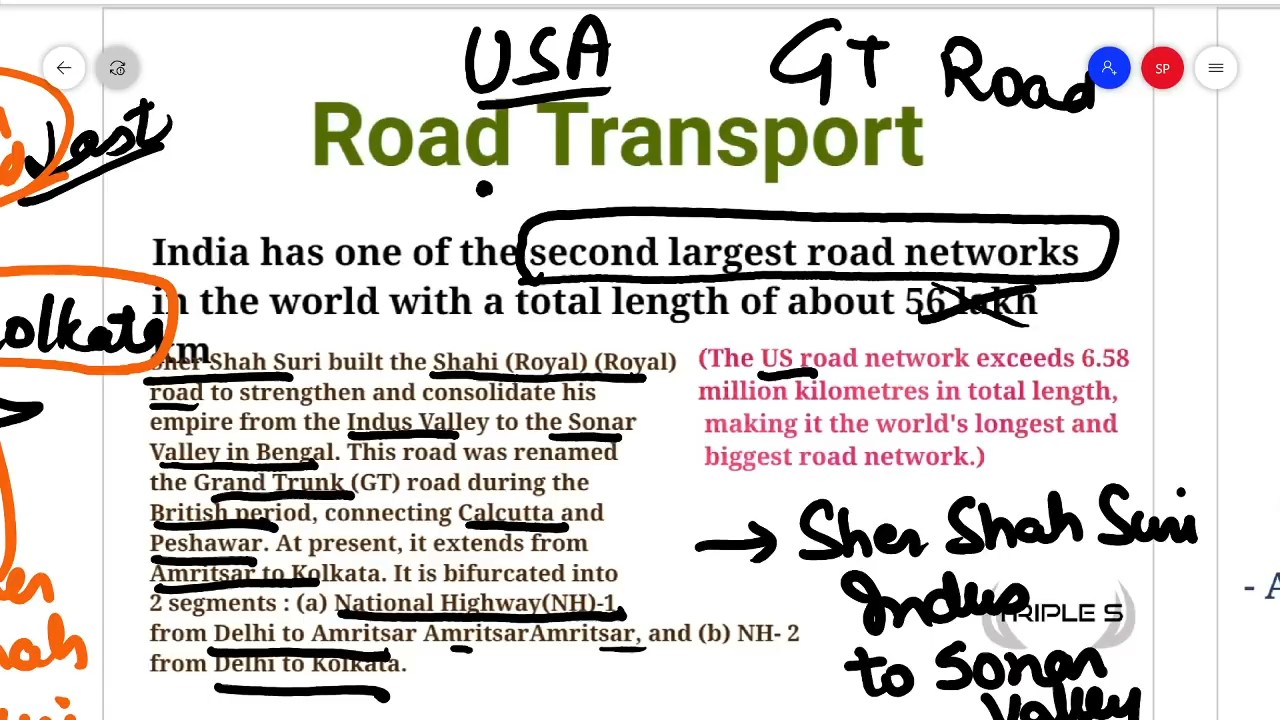 USA
GT Road
SP
Last
Road Transport
India has one of the second largest road networks
in the world with a total length of about 56 lakh
km
Kolkata
Sher Shah Suri built the Shahi (Royal) (Royal)
road to strengthen and consolidate his
empire from the Indus Valley to the Sonar
Valley in Bengal. This road was renamed
the Grand Trunk (GT) road during the
British period, connecting Calcutta and
Peshawar. At present, it extends from
Amritsar to Kolkata. It is bifurcated into
2 segments : (a) National Highway(NH)-1
from Delhi to Amritsar AmritsarAmritsar, and (b) NH- 2
from Delhi to Kolkata.
(The US road network exceeds 6.58
million kilometres in total length,
making it the world's longest and
biggest road network.)
→ Sher Shah Suri
Indus
to Sonar
Valley
TRIPLE S
- A